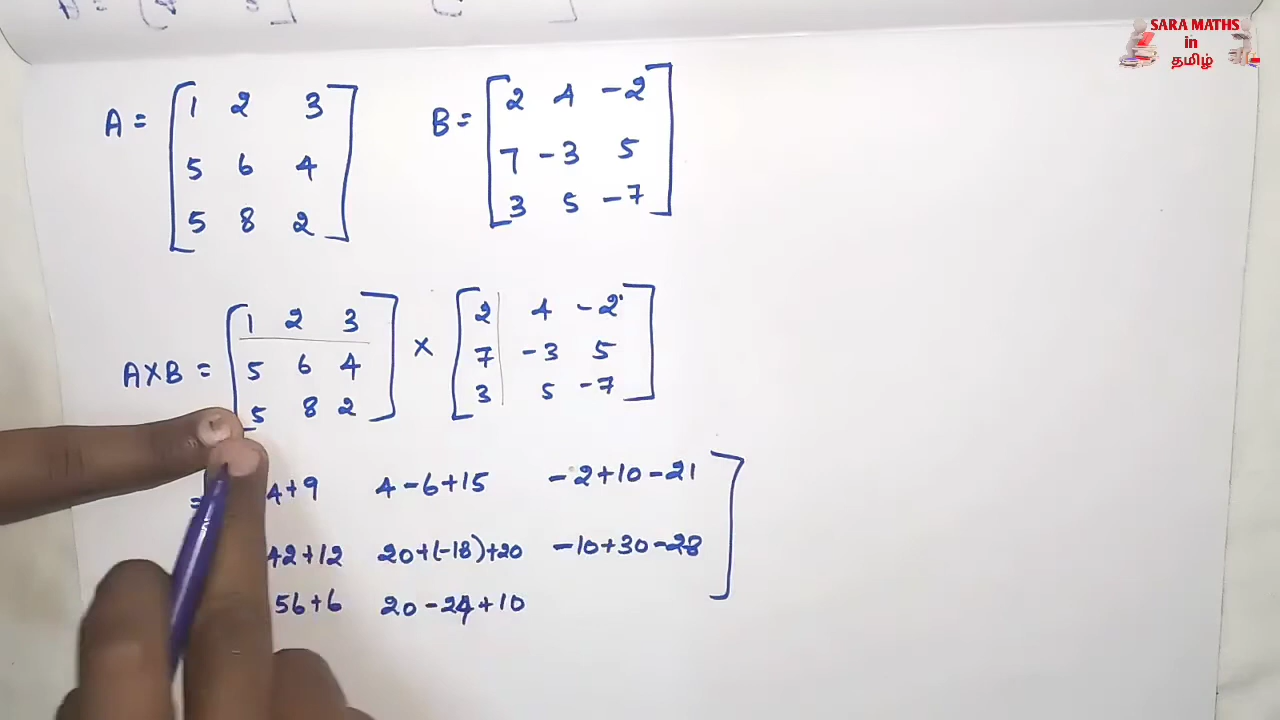 SARA MATHS
in
தமிழ்
A = [ 1 2 3
5 6 4
5 8 2 ]
B = [ 2 4 -2
7 -3 5
3 5 -7 ]
A×B = [ 1 2 3
5 6 4
5 8 2 ] × [ 2 4 -2
7 -3 5
3 5 -7 ]
= 4+9 4-6+15 -2+10-21 ]
42+12 20+(-18)+20 -10+30-28
56+6 20-24+10